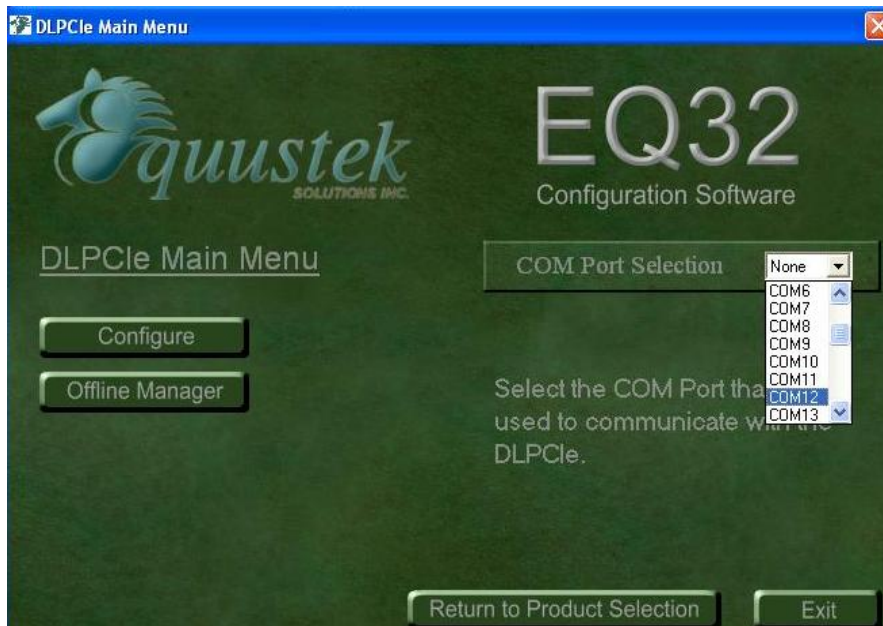 DLPCIe Main Menu
Equustek
SOLUTIONS INC.
EQ32
Configuration Software
DLPCIe Main Menu
COM Port Selection
None
COM6
COM7
COM8
COM9
COM10
COM11
COM12
COM13
Configure
Offline Manager
Select the COM Port
used to communicate with the
DLPCIe.
Return to Product Selection
Exit